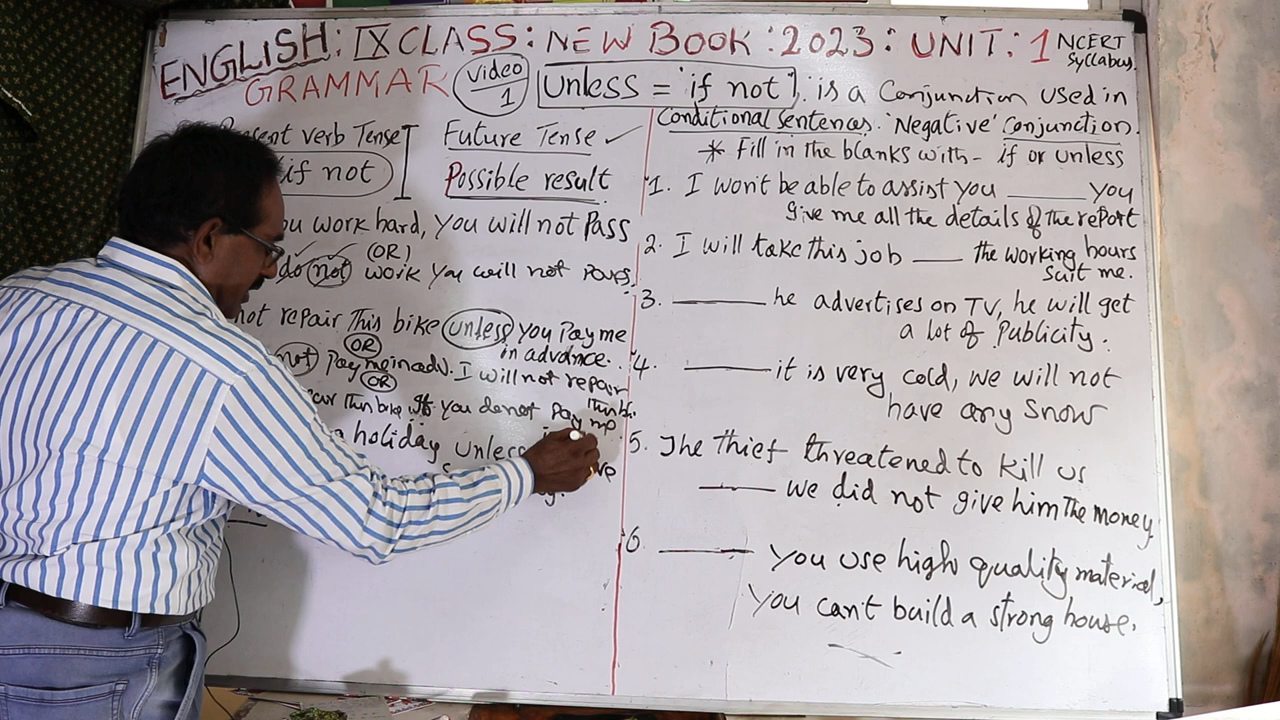 ENGLISH: IX CLASS: NEW BOOK: 2023: UNIT: 1 NCERT Syllabus
GRAMMAR
video 1
Unless = 'if not'. is a Conjunction used in
Conditional sentences. 'Negative' Conjunction.
verb Tense
if not
Future Tense ✓
Possible result
you work hard, you will not pass
(OR)
do not work you will not
not repair This bike unless you pay me
in advance.
OR
not pay me in adv. I will not repair
OR
This bike if you do not pay me.
holiday unless
* Fill in the blanks with - if or unless
1. I won't be able to assist you ____ you
give me all the details of the report
2. I will take this job ____ the working hours
suit me.
3. ____ he advertises on TV, he will get
a lot of publicity.
4. ____ it is very cold, we will not
have any snow
5. The thief threatened to kill us
____ we did not give him the money
6. ____ you use high quality material,
you can't build a strong house.